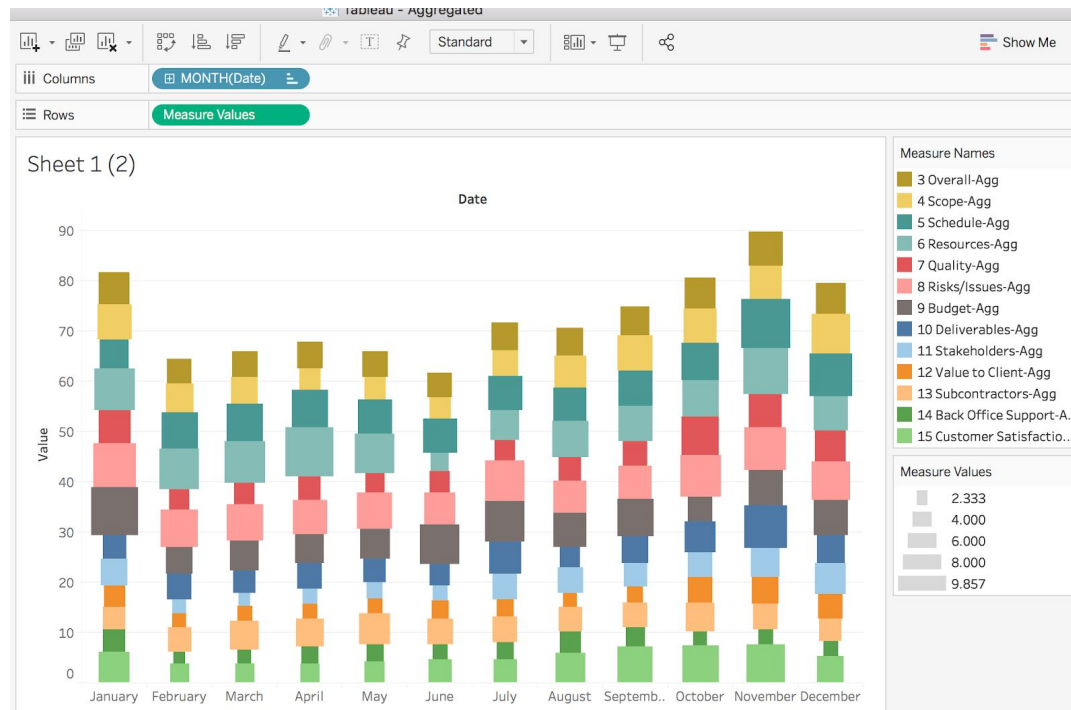 Tableau - Aggregated
Standard
Show Me
Columns
MONTH(Date)
Rows
Measure Values
Sheet 1 (2)
Date
90
80
70
60
50
40
30
20
10
0
Value
January February March April May June July August Septemb.. October November December
Measure Names
3 Overall-Agg
4 Scope-Agg
5 Schedule-Agg
6 Resources-Agg
7 Quality-Agg
8 Risks/Issues-Agg
9 Budget-Agg
10 Deliverables-Agg
11 Stakeholders-Agg
12 Value to Client-Agg
13 Subcontractors-Agg
14 Back Office Support-A..
15 Customer Satisfactio..
Measure Values
2.333
4.000
6.000
8.000
9.857